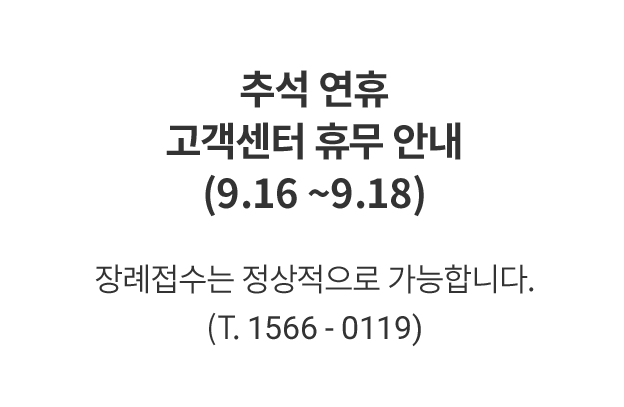 추석 연휴
고객센터 휴무 안내
(9.16 ~9.18)
장례접수는 정상적으로 가능합니다.
(T. 1566 - 0119)